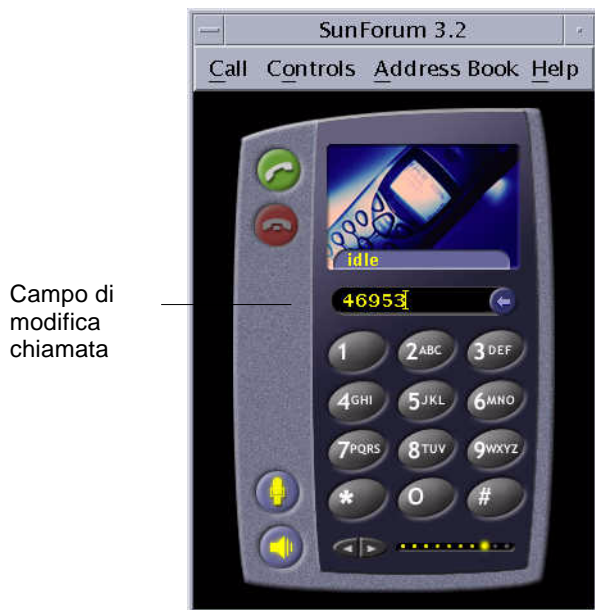 SunForum 3.2
Call Controls Address Book Help
idle
Campo di
modifica
chiamata
46953
1 2ABC 3DEF
4GHI 5JKL 6MNO
7PQRS 8TUV 9WXYZ
* 0 #